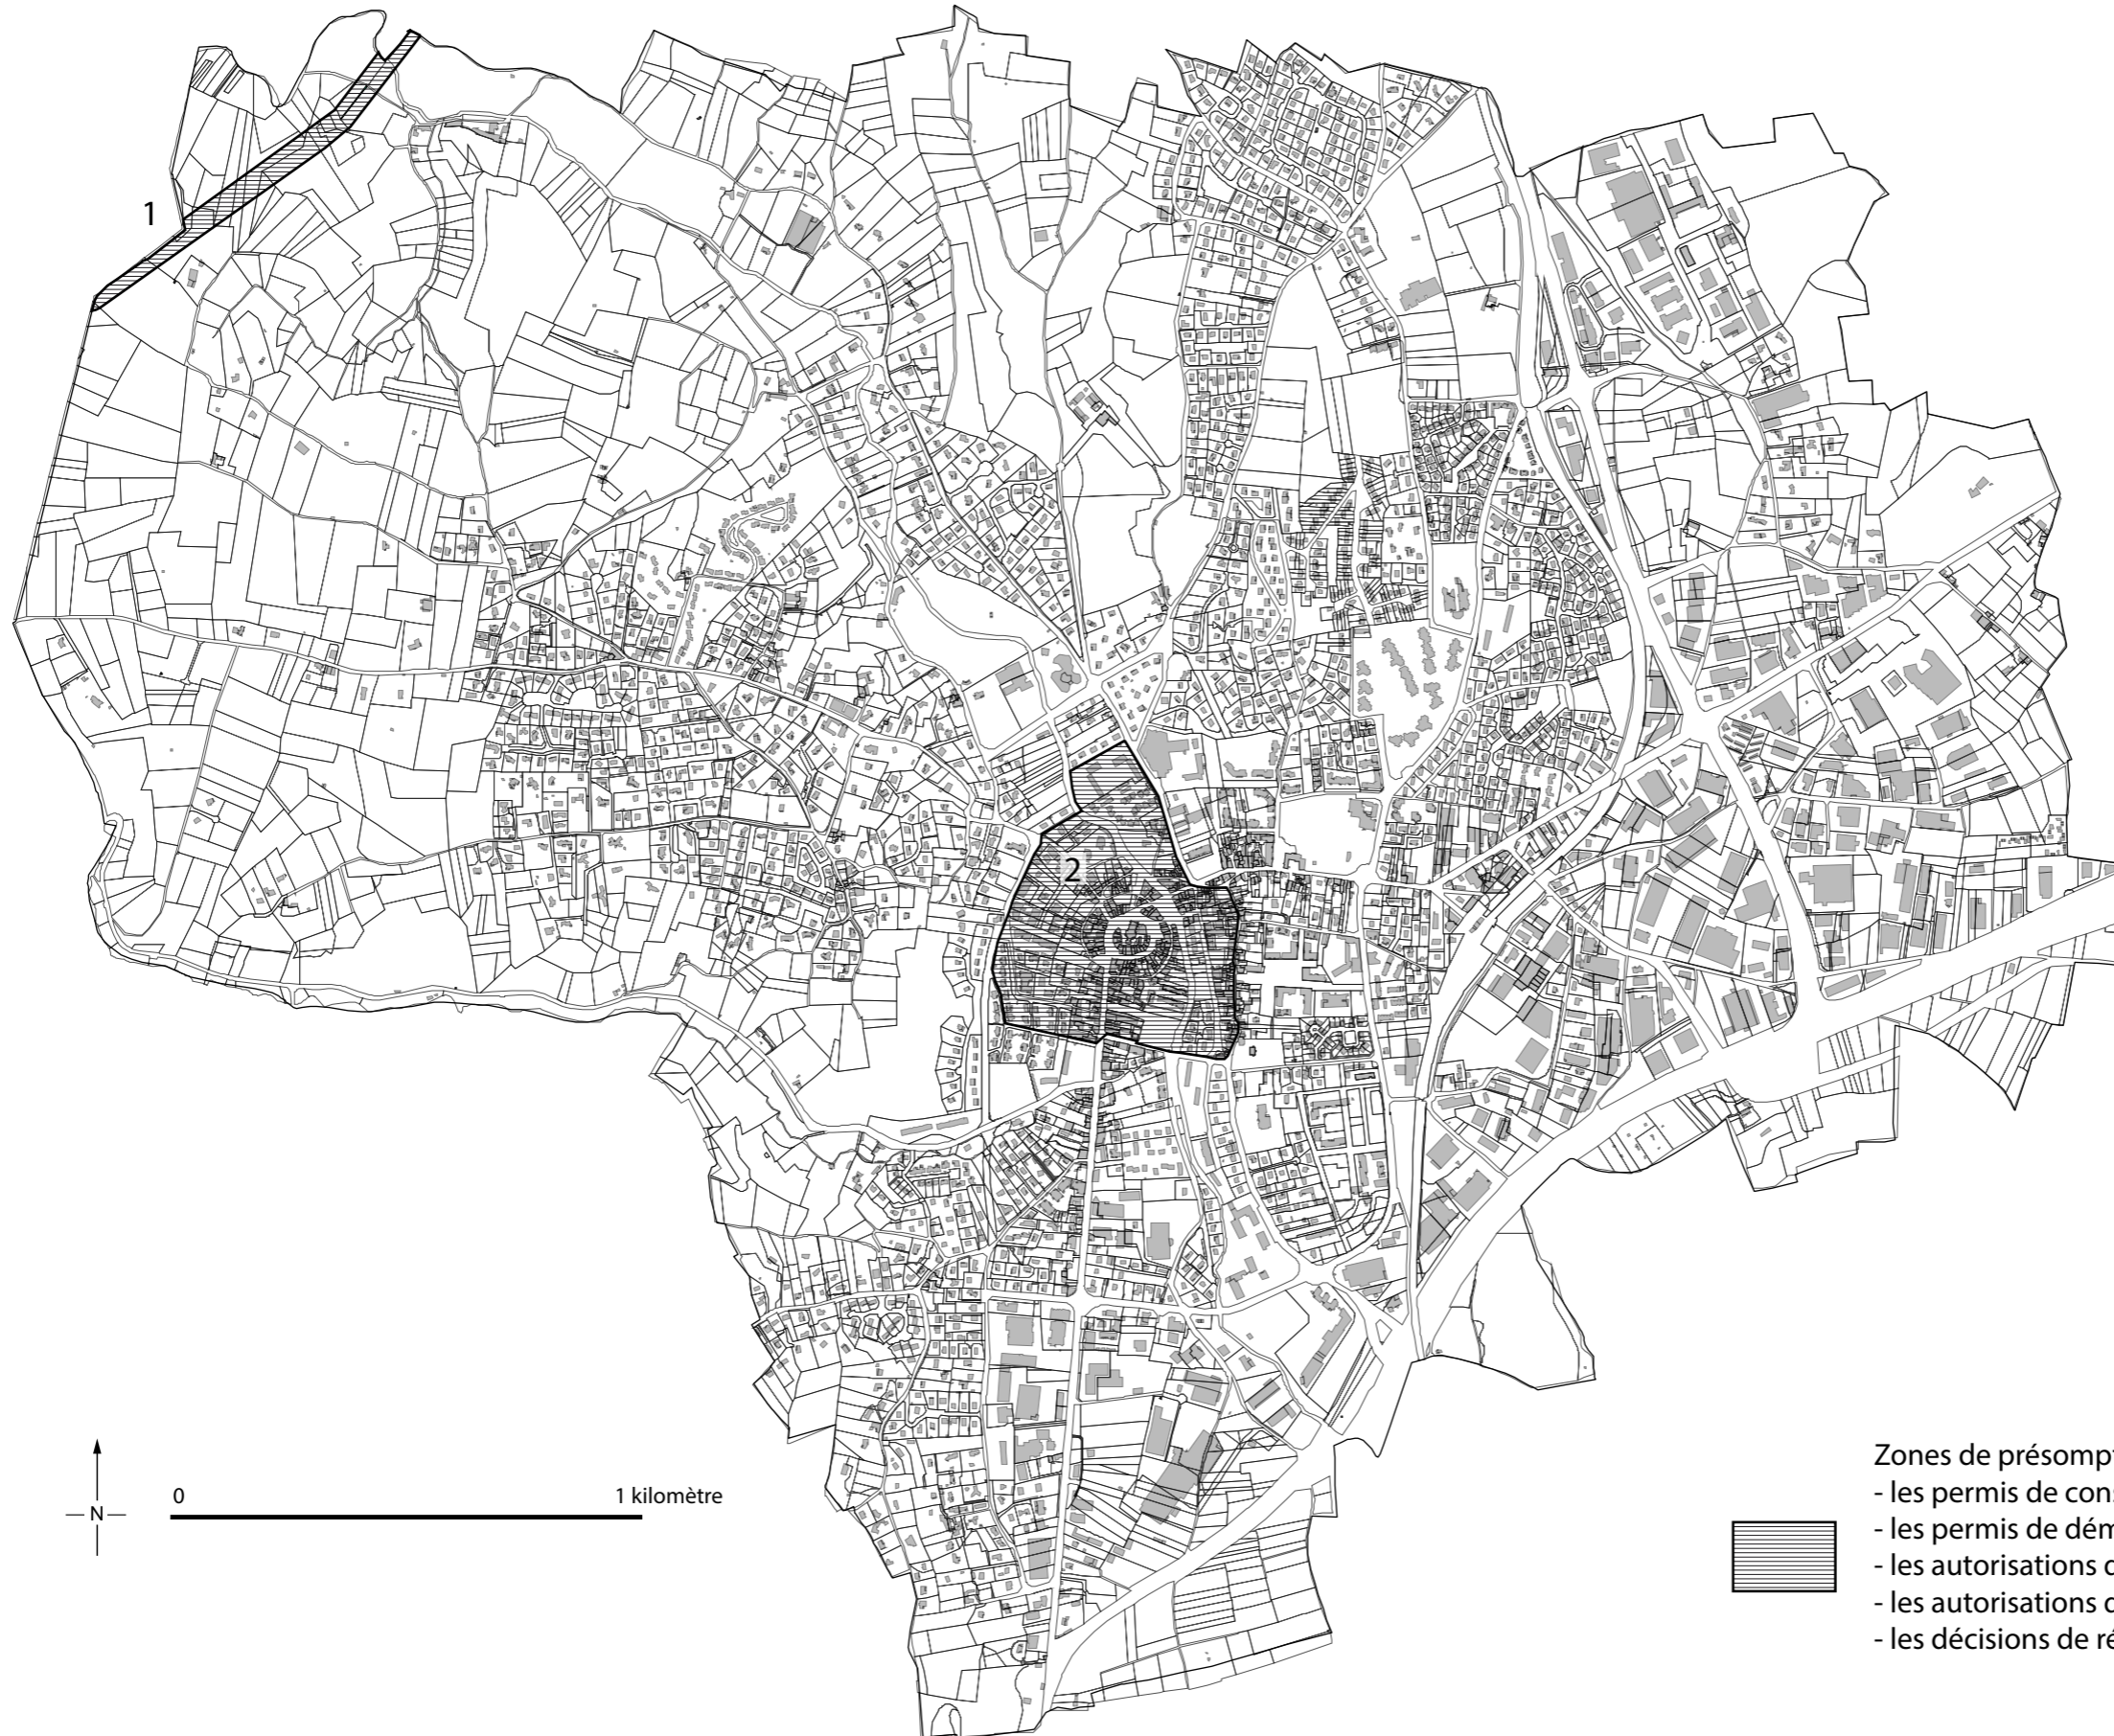 1
2
N
0
1 kilomètre
Zones de présompt
- les permis de cons
- les permis de dém
- les autorisations d
- les autorisations d
- les décisions de ré